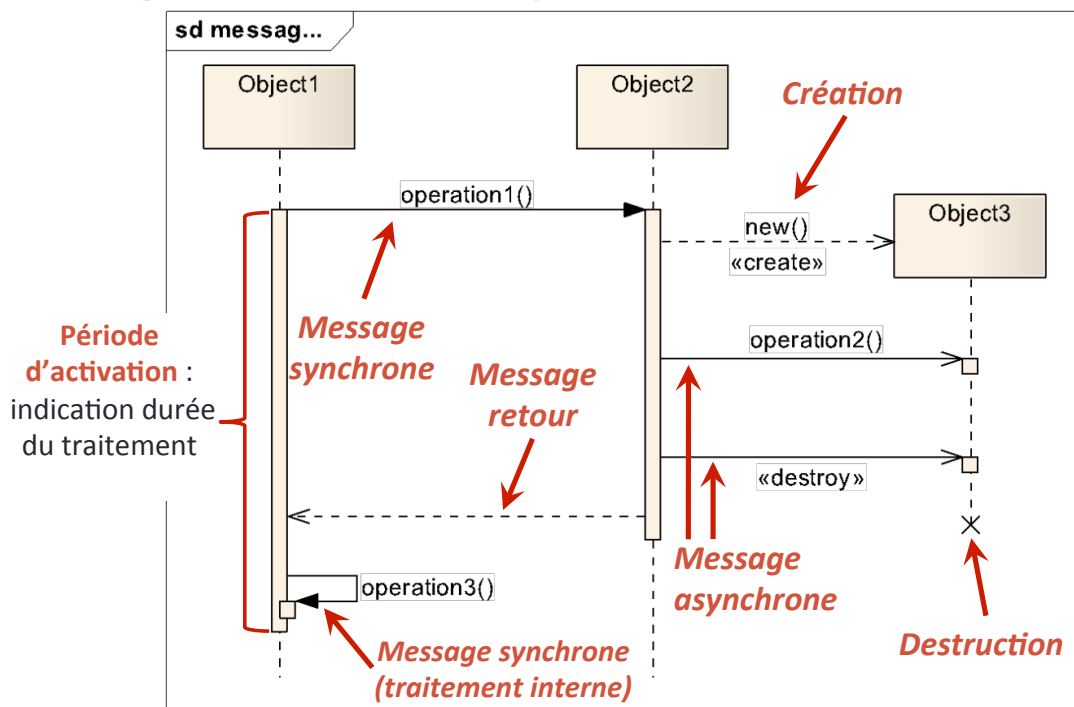 sd messag...
Object1
Object2
Création
operation1()
new()
«create»
Object3
Message
synchrone
Période
d'activation :
indication durée
du traitement
operation2()
Message
retour
«destroy»
operation3()
Message
asynchrone
Message synchrone
(traitement interne)
Destruction